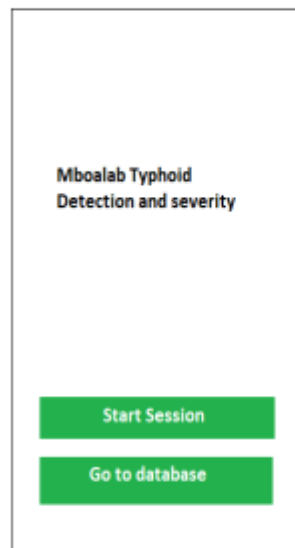 Mboalab Typhoid
Detection and severity
Start Session
Go to database